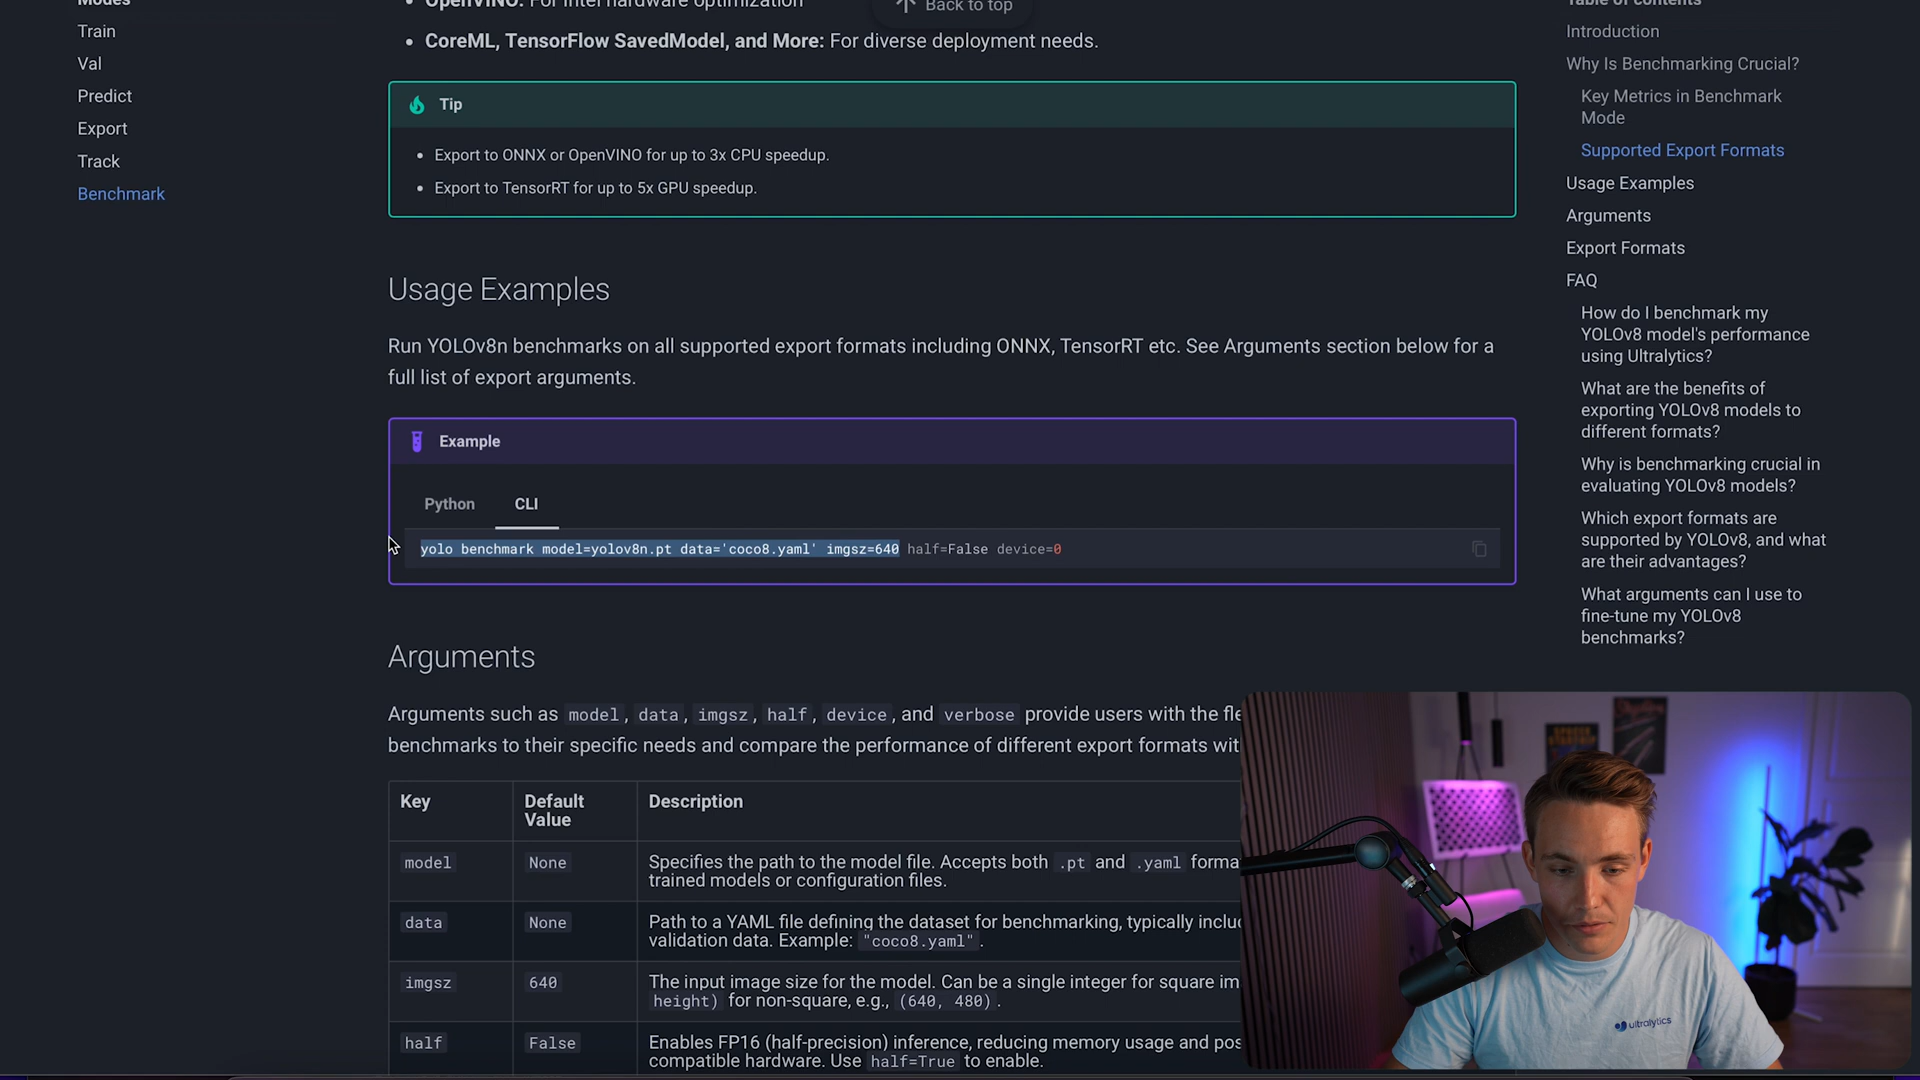 Modes
Train
Val
Predict
Export
Track
Benchmark
OpenVINO: For Intel hardware optimization
Back to top
CoreML, TensorFlow SavedModel, and More: For diverse deployment needs.
Tip
Export to ONNX or OpenVINO for up to 3x CPU speedup.
Export to TensorRT for up to 5x GPU speedup.
Usage Examples
Run YOLOv8n benchmarks on all supported export formats including ONNX, TensorRT etc. See Arguments section below for a
full list of export arguments.
Example
Python CLI
yolo benchmark model=yolov8n.pt data='coco8.yaml' imgsz=640 half=False device=0
Arguments
Arguments such as model, data, imgsz, half, device, and verbose provide users with the fle
benchmarks to their specific needs and compare the performance of different export formats wit
Key Default Value Description
model None Specifies the path to the model file. Accepts both .pt and .yaml forma
trained models or configuration files.
data None Path to a YAML file defining the dataset for benchmarking, typically inclu
validation data. Example: "coco8.yaml".
imgsz 640 The input image size for the model. Can be a single integer for square im
height) for non-square, e.g., (640, 480).
half False Enables FP16 (half-precision) inference, reducing memory usage and pos
compatible hardware. Use half=True to enable.
Table of contents
Introduction
Why Is Benchmarking Crucial?
Key Metrics in Benchmark
Mode
Supported Export Formats
Usage Examples
Arguments
Export Formats
FAQ
How do I benchmark my
YOLOv8 model's performance
using Ultralytics?
What are the benefits of
exporting YOLOv8 models to
different formats?
Why is benchmarking crucial in
evaluating YOLOv8 models?
Which export formats are
supported by YOLOv8, and what
are their advantages?
What arguments can I use to
fine-tune my YOLOv8
benchmarks?
ultralytics